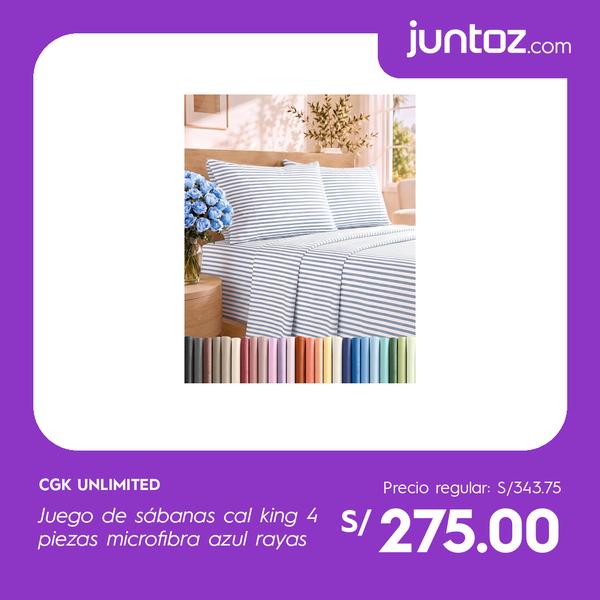 juntoz.com
CGK UNLIMITED
Juego de sábanas cal king 4
piezas microfibra azul rayas
Precio regular: S/343.75
S/ 275.00